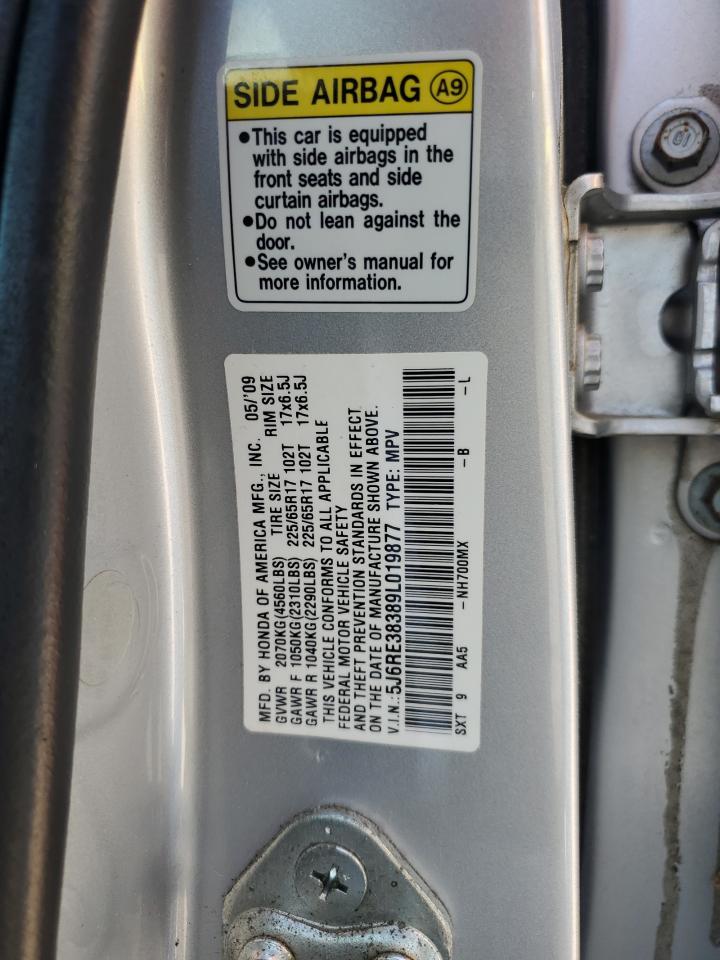 SIDE AIRBAG A9
•This car is equipped
with side airbags in the
front seats and side
curtain airbags.
•Do not lean against the
door.
•See owner's manual for
more information.
MFD. BY HONDA OF AMERICA MFG., INC. 05/'09
GVWR 2070KG(4560LBS) TIRE SIZE RIM SIZE
GAWR F 1050KG(2310LBS) 225/65R17 102T 17x6.5J
GAWR R 1040KG(2290LBS) 225/65R17 102T 17x6.5J
THIS VEHICLE CONFORMS TO ALL APPLICABLE
FEDERAL MOTOR VEHICLE SAFETY
AND THEFT PREVENTION STANDARDS IN EFFECT
ON THE DATE OF MANUFACTURE SHOWN ABOVE.
V.I.N.:5J6RE38389L019877 TYPE: MPV
SXT 9 AA5 -NH700MX -B -L